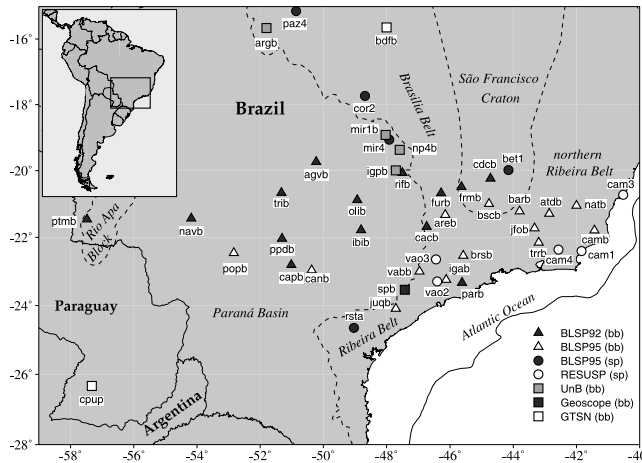 -16°
-18°
-20°
-22°
-24°
-26°
-28°
-58°
-56°
-54°
-52°
-50°
-48°
-46°
-44°
-42°
-40°
paz4
argb
bdfb
São Francisco
Craton
Brasília Belt
Brazil
cor2
mir1b
mir4
np4b
igpb
rifb
agvb
trib
olib
ibib
cdcb
bet1
northern
Ribeira Belt
furb
frmb
areb
bscb
barb
atdb
natb
cam3
ptmb
Rio Apa
Block
navb
popb
ppdb
capb
canb
cacb
vao3
vabb
igab
brsb
jfob
trrb
cam4
camb
cam1
spb
vao2
parb
juqb
rsta
Ribeira Belt
Paraná Basin
Paraguay
Argentina
Atlantic Ocean
cpup
BLSP92 (bb)
BLSP95 (bb)
BLSP95 (sp)
RESUSP (sp)
UnB (bb)
Geoscope (bb)
GTSN (bb)